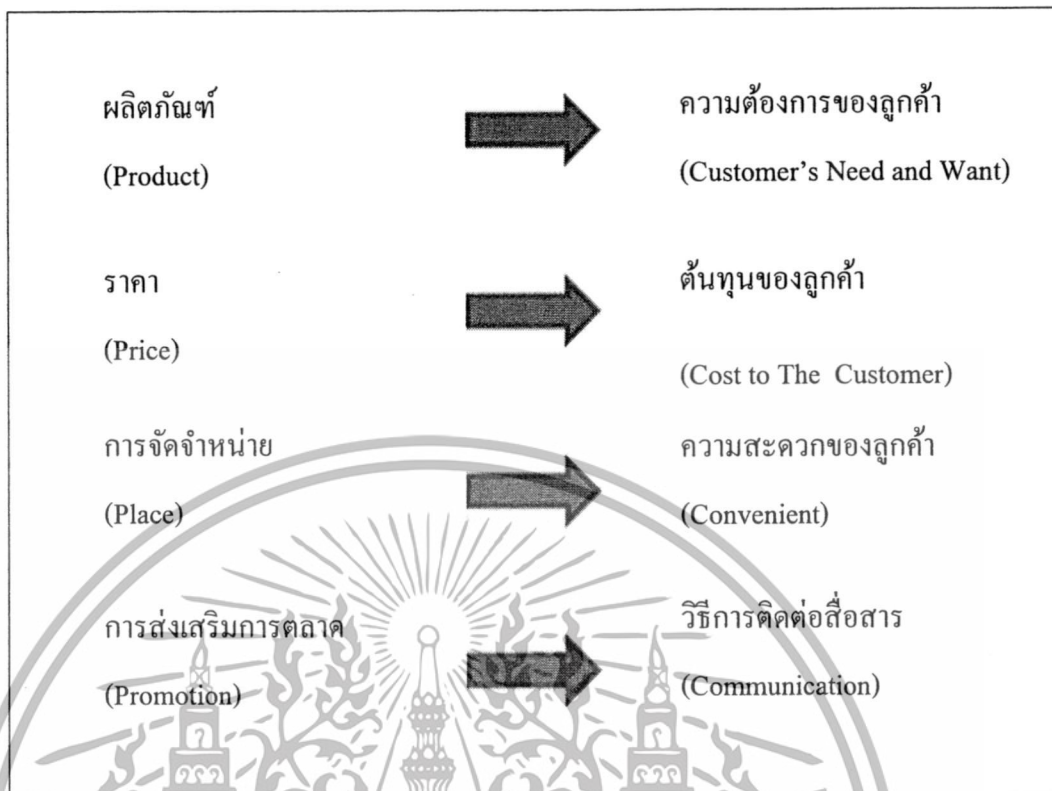 ผลิตภัณฑ์
(Product)
ความต้องการของลูกค้า
(Customer's Need and Want)
ราคา
(Price)
ต้นทุนของลูกค้า
(Cost to The Customer)
การจัดจำหน่าย
(Place)
ความสะดวกของลูกค้า
(Convenient)
การส่งเสริมการตลาด
(Promotion)
วิธีการติดต่อสื่อสาร
(Communication)